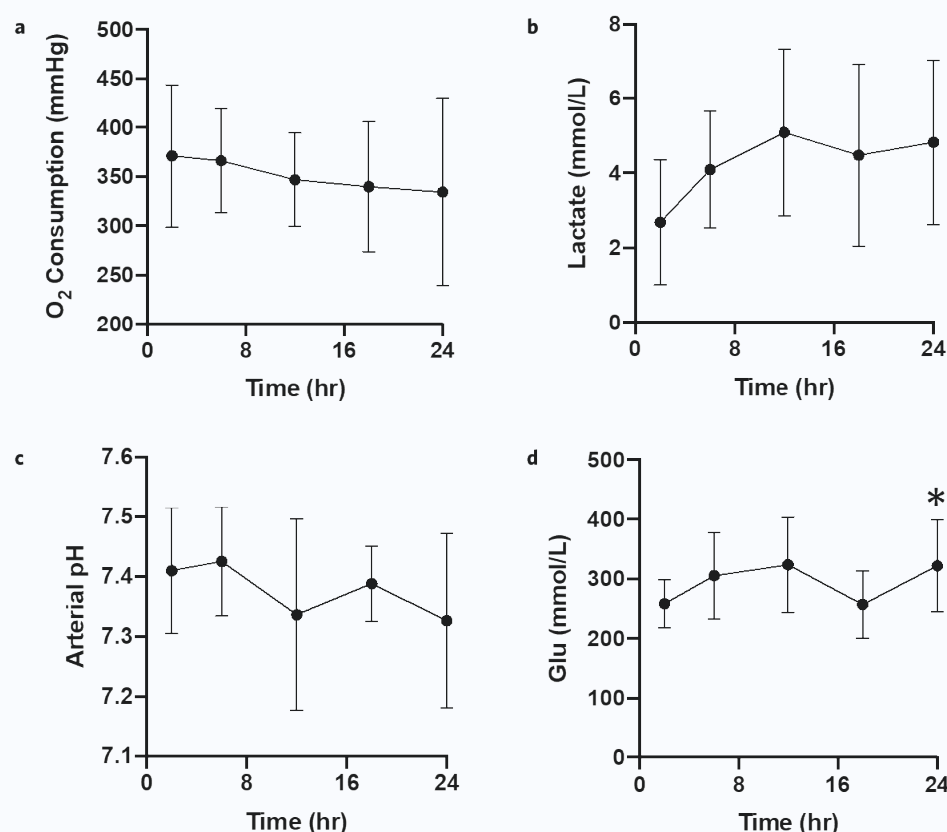 a
500
450
400
350
300
250
200
O2 Consumption (mmHg)
0 8 16 24
Time (hr)
b
8
6
4
2
0
Lactate (mmol/L)
0 8 16 24
Time (hr)
c
7.6
7.5
7.4
7.3
7.2
7.1
Arterial pH
0 8 16 24
Time (hr)
d
500
400
300
200
100
0
Glu (mmol/L)
*
0 8 16 24
Time (hr)